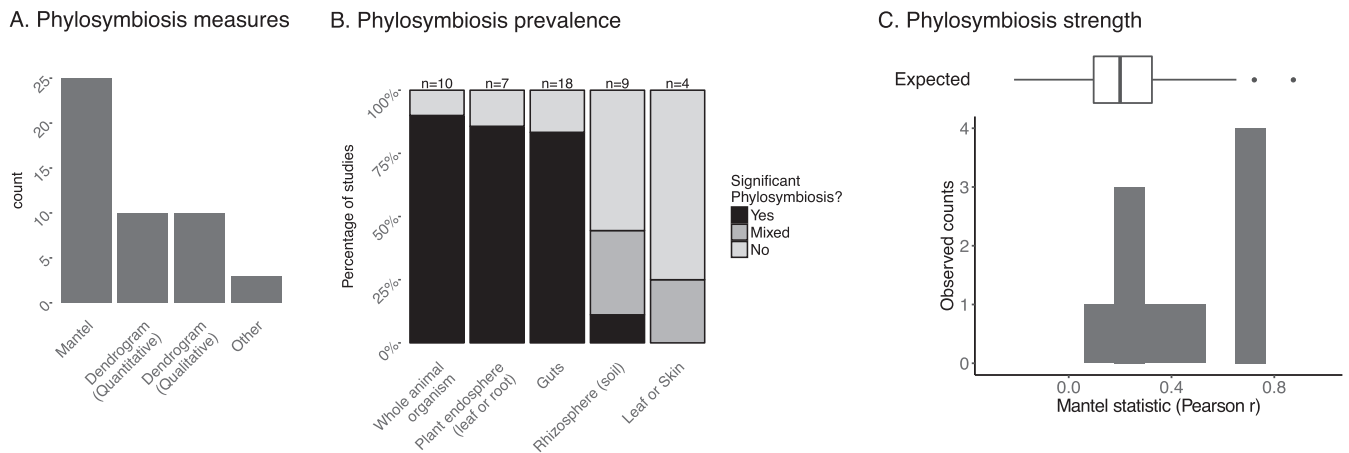 A. Phylosymbiosis measures
count
25-
20-
15-
10-
5-
0-
Mantel
Dendrogram
(Quantitative)
Dendrogram
(Qualitative)
Other
B. Phylosymbiosis prevalence
n=10 n=7 n=18 n=9 n=4
Percentage of studies
100%-
75%-
50%-
25%-
0%-
Whole animal
organism
Plant endosphere
(leaf or root)
Guts
Rhizosphere (soil)
Leaf or Skin
Significant
Phylosymbiosis?
Yes
Mixed
No
C. Phylosymbiosis strength
Expected
Observed counts
4
3
2
1
0
0.0 0.4 0.8
Mantel statistic (Pearson r)